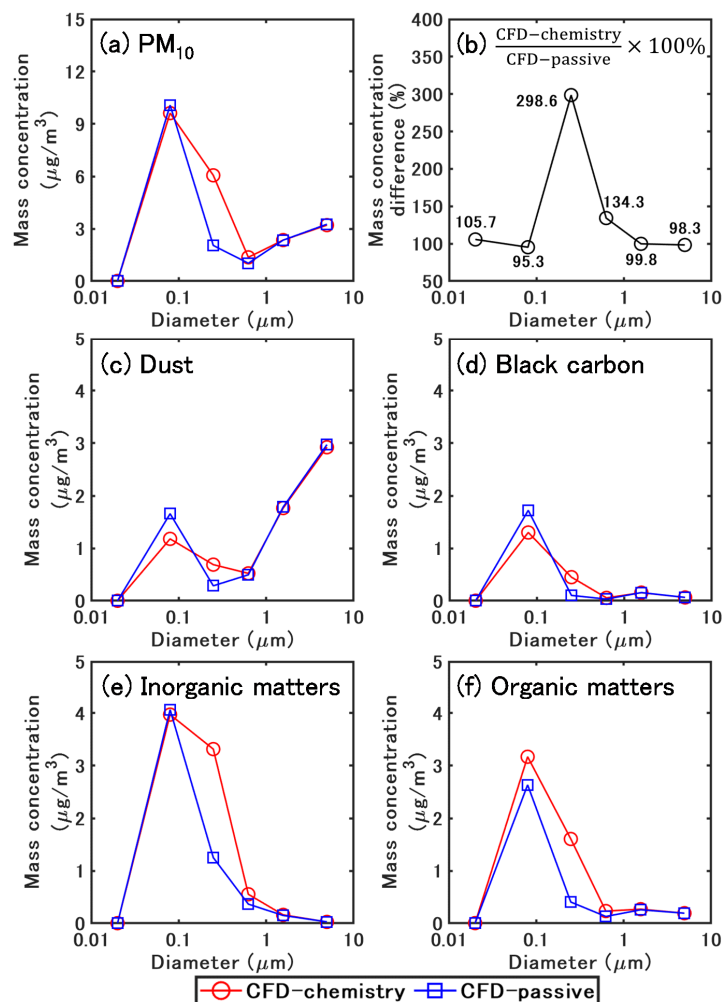 (a) PM₁₀
Mass concentration
(μg/m³)
15
12
9
6
3
0
0.01
0.1
1
10
Diameter (μm)
(b) CFD-chemistry / CFD-passive × 100%
Mass concentration
difference (%)
400
350
300
250
200
150
100
50
105.7
95.3
298.6
134.3
99.8
98.3
0.01
0.1
1
10
Diameter (μm)
(c) Dust
Mass concentration
(μg/m³)
5
4
3
2
1
0
0.01
0.1
1
10
Diameter (μm)
(d) Black carbon
Mass concentration
(μg/m³)
5
4
3
2
1
0
0.01
0.1
1
10
Diameter (μm)
(e) Inorganic matters
Mass concentration
(μg/m³)
5
4
3
2
1
0
0.01
0.1
1
10
Diameter (μm)
(f) Organic matters
Mass concentration
(μg/m³)
5
4
3
2
1
0
0.01
0.1
1
10
Diameter (μm)
CFD-chemistry CFD-passive